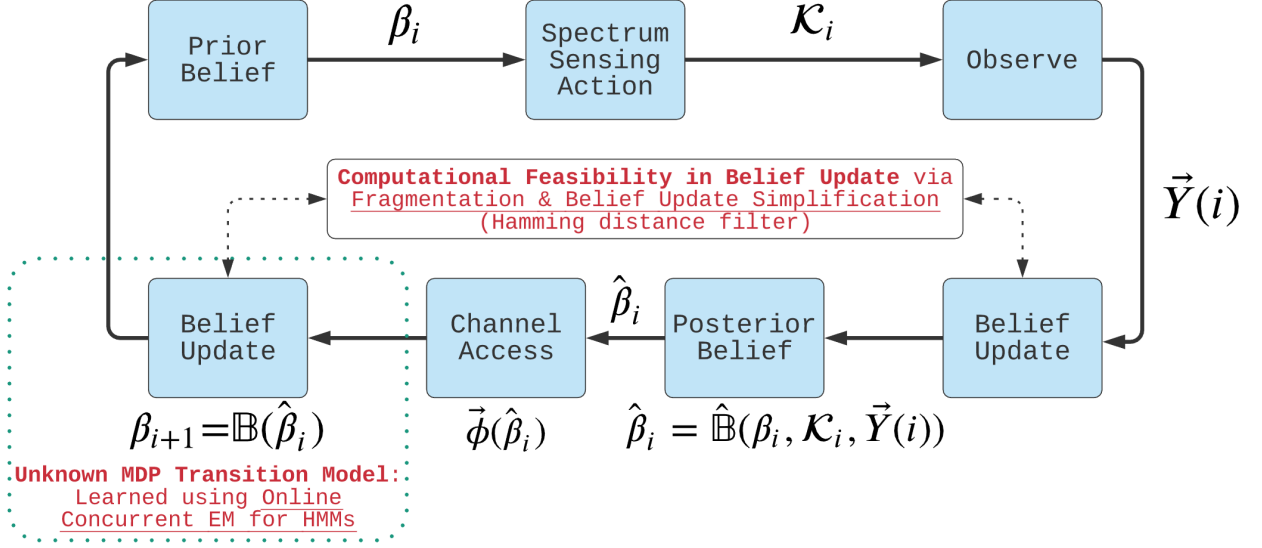 Prior
Belief
β_i
Spectrum
Sensing
Action
𝒦_i
Observe
Y⃗(i)
Computational Feasibility in Belief Update via
Fragmentation & Belief Update Simplification
(Hamming distance filter)
Belief
Update
Posterior
Belief
β̂_i
Channel
Access
Belief
Update
β̂_i = 𝔹̂(β_i, 𝒦_i, Y⃗(i))
ϕ⃗(β̂_i)
β_{i+1}=𝔹(β̂_i)
Unknown MDP Transition Model:
Learned using Online
Concurrent EM for HMMs